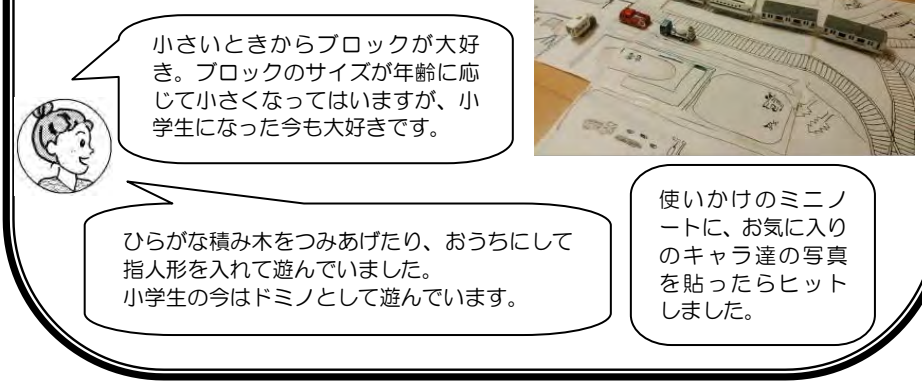 小さいときからブロックが大好
き。ブロックのサイズが年齢に応
じて小さくなってはいますが、小
学生になった今も大好きです。
ひらがな積み木をつみあげたり、おうちにして
指人形を入れて遊んでいました。
小学生の今はドミノとして遊んでいます。
使いかけのミニノ
ートに、お気に入り
のキャラ達の写真
を貼ったらヒット
しました。